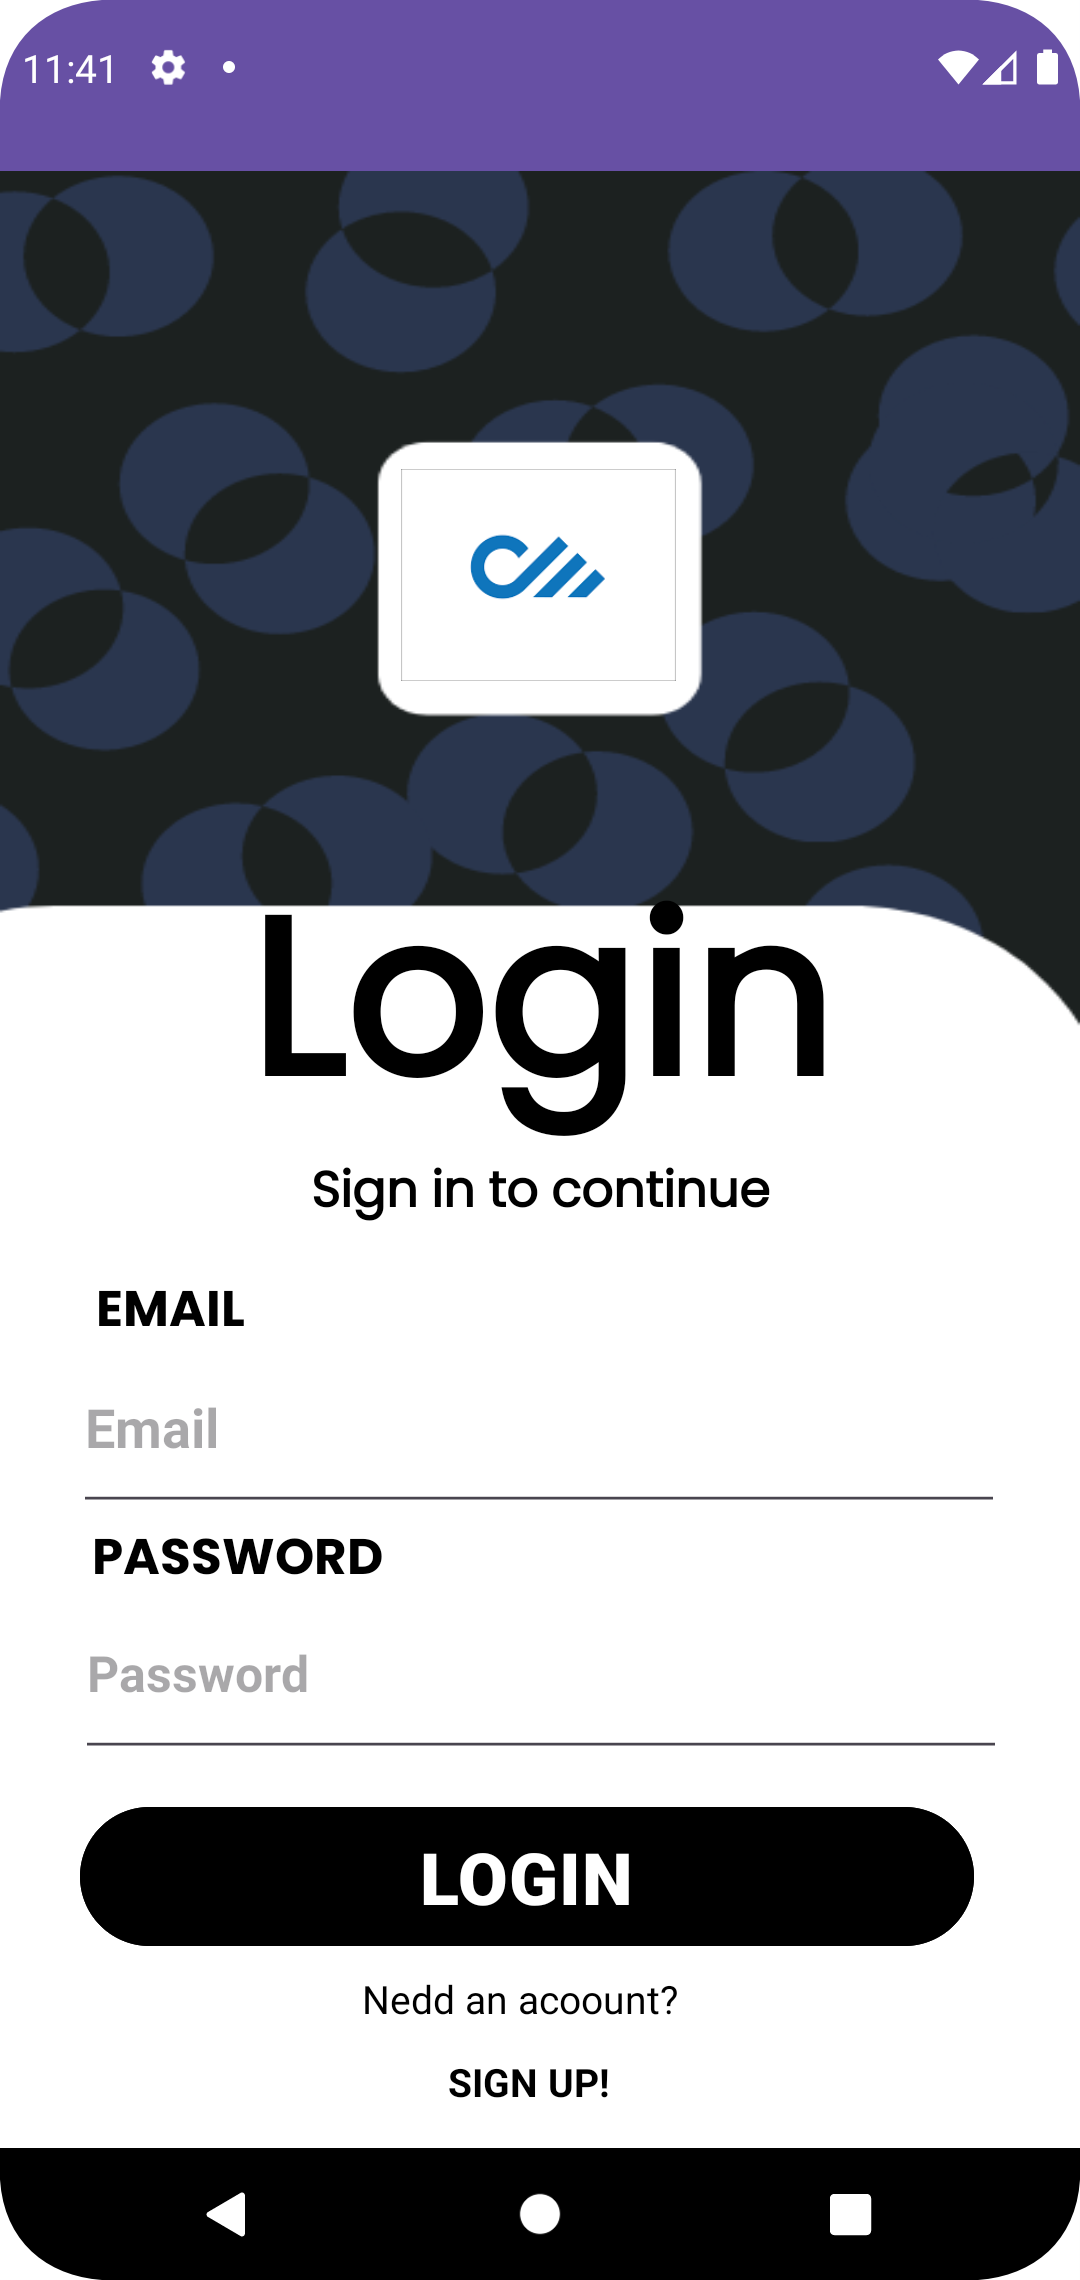 11:41
Login
Sign in to continue
EMAIL
Email
PASSWORD
Password
LOGIN
Nedd an acoount?
SIGN UP!